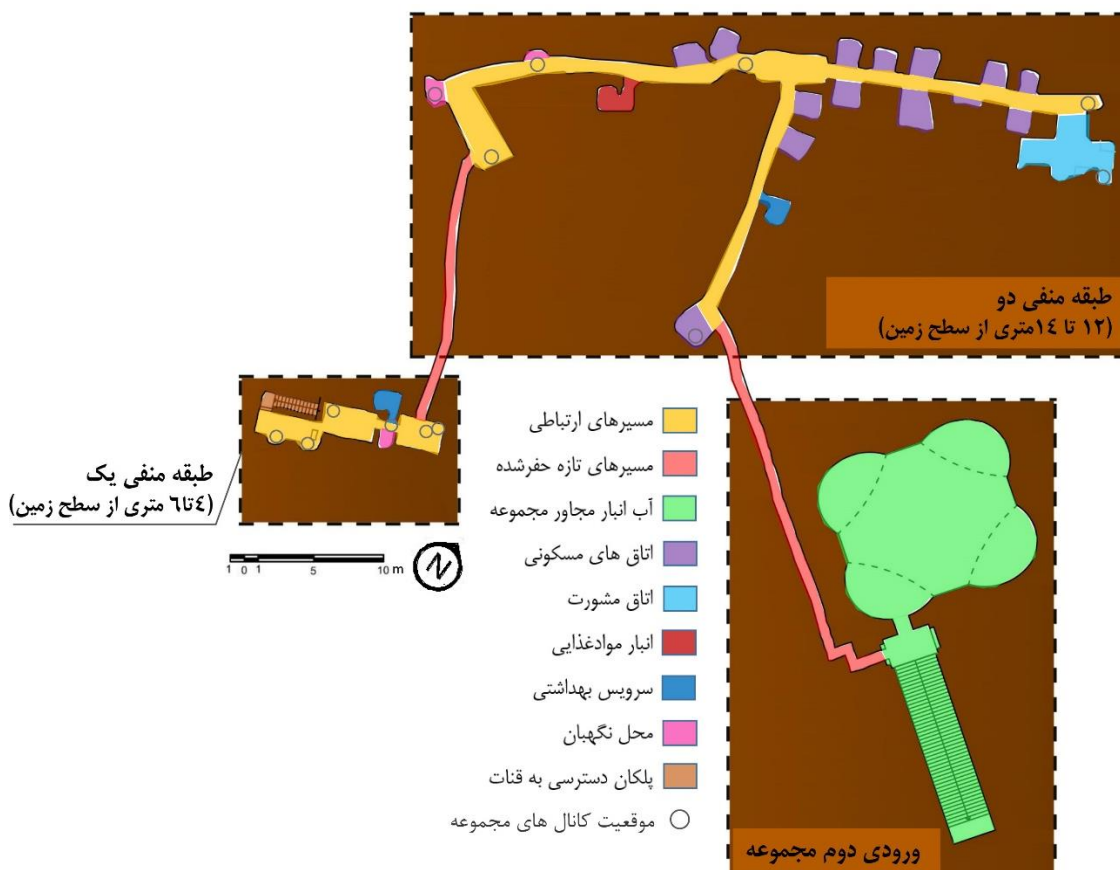 طبقه منفی دو
(١٢ تا ١٤متری از سطح زمین)
طبقه منفی یک
(٤تا٦ متری از سطح زمین)
1 0 1 5 10 m
N
مسیرهای ارتباطی
مسیرهای تازه حفرشده
آب انبار مجاور مجموعه
اتاق های مسکونی
اتاق مشورت
انبار موادغذایی
سرویس بهداشتی
محل نگهبان
پلکان دسترسی به قنات
موقعیت کانال های مجموعه
ورودی دوم مجموعه